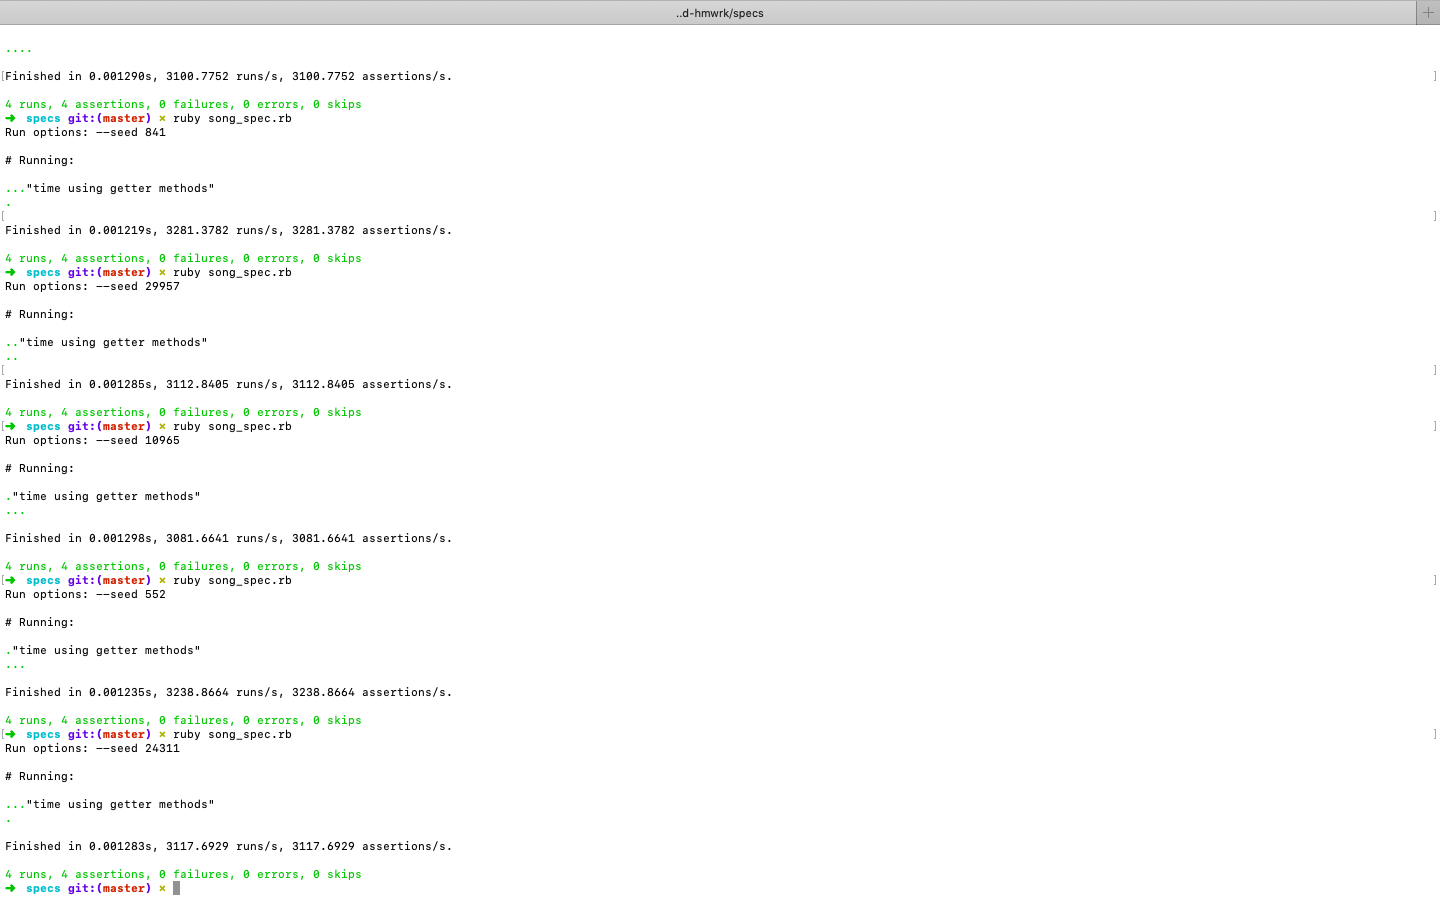 ..d-hmwrk/specs
....
Finished in 0.001290s, 3100.7752 runs/s, 3100.7752 assertions/s.
4 runs, 4 assertions, 0 failures, 0 errors, 0 skips
➜  specs git:(master) × ruby song_spec.rb
Run options: --seed 841
# Running:
..."time using getter methods"
.
Finished in 0.001219s, 3281.3782 runs/s, 3281.3782 assertions/s.
4 runs, 4 assertions, 0 failures, 0 errors, 0 skips
➜  specs git:(master) × ruby song_spec.rb
Run options: --seed 29957
# Running:
.."time using getter methods"
..
Finished in 0.001285s, 3112.8405 runs/s, 3112.8405 assertions/s.
4 runs, 4 assertions, 0 failures, 0 errors, 0 skips
➜  specs git:(master) × ruby song_spec.rb
Run options: --seed 10965
# Running:
."time using getter methods"
...
Finished in 0.001298s, 3081.6641 runs/s, 3081.6641 assertions/s.
4 runs, 4 assertions, 0 failures, 0 errors, 0 skips
➜  specs git:(master) × ruby song_spec.rb
Run options: --seed 552
# Running:
."time using getter methods"
...
Finished in 0.001235s, 3238.8664 runs/s, 3238.8664 assertions/s.
4 runs, 4 assertions, 0 failures, 0 errors, 0 skips
➜  specs git:(master) × ruby song_spec.rb
Run options: --seed 24311
# Running:
..."time using getter methods"
.
Finished in 0.001283s, 3117.6929 runs/s, 3117.6929 assertions/s.
4 runs, 4 assertions, 0 failures, 0 errors, 0 skips
➜  specs git:(master) ×